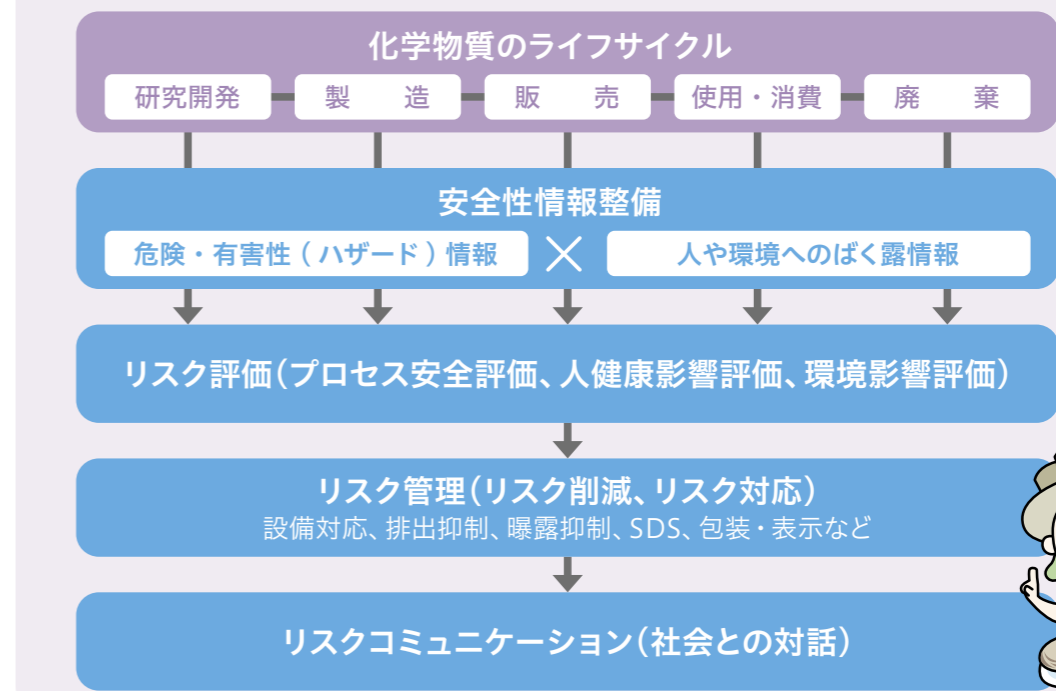 化学物質のライフサイクル
研究開発 製造 販売 使用・消費 廃棄
安全性情報整備
危険・有害性(ハザード)情報 × 人や環境へのばく露情報
リスク評価(プロセス安全評価、人健康影響評価、環境影響評価)
リスク管理(リスク削減、リスク対応)
設備対応、排出抑制、曝露抑制、SDS、包装・表示など
リスクコミュニケーション(社会との対話)